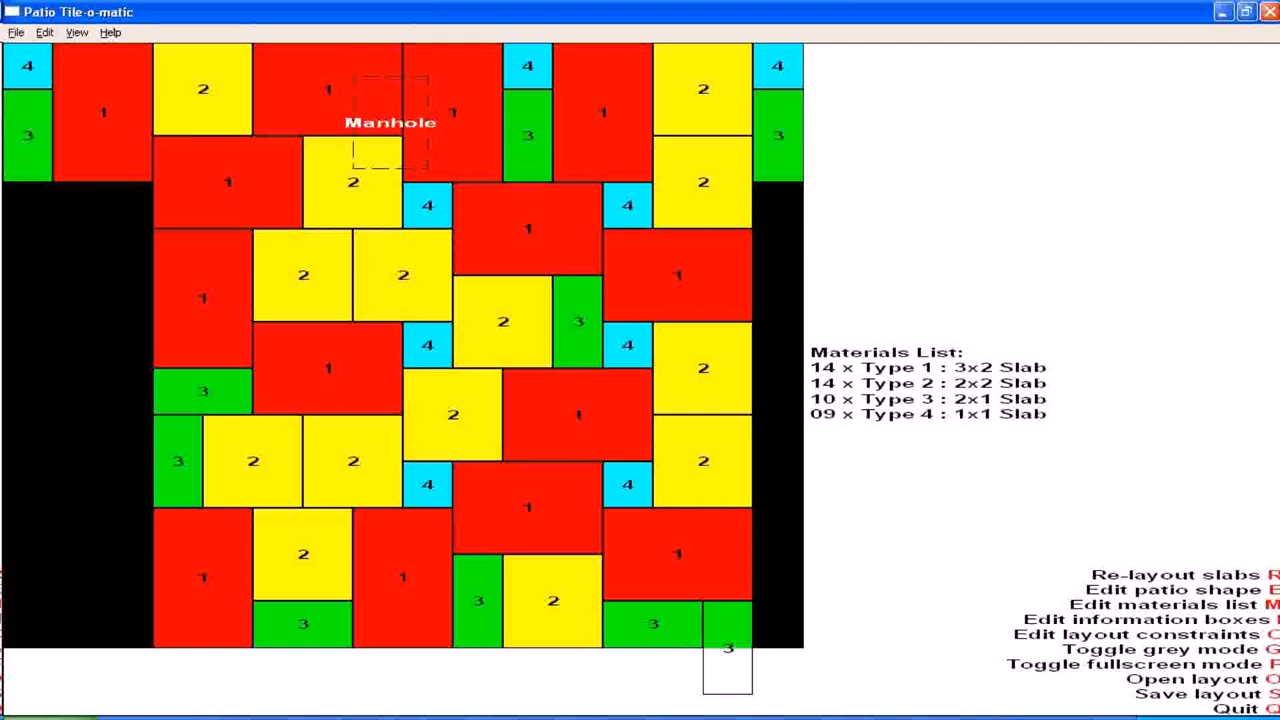 Patio Tile-o-matic
File Edit View Help
4 2 1 4 2 4
1 1 1
Manhole
3 3 3
1 2 2
4 4
1
2 2 1
1
2 3
4 4
1 2
3
2 1
3 2 2 2
4 4
1
2 1
1 1
3 2
3 3
3
Materials List:
14 x Type 1 : 3x2 Slab
14 x Type 2 : 2x2 Slab
10 x Type 3 : 2x1 Slab
09 x Type 4 : 1x1 Slab
Re-layout slabs R
Edit patio shape E
Edit materials list M
Edit information boxes
Edit layout constraints C
Toggle grey mode G
Toggle fullscreen mode F
Open layout O
Save layout S
Quit Q